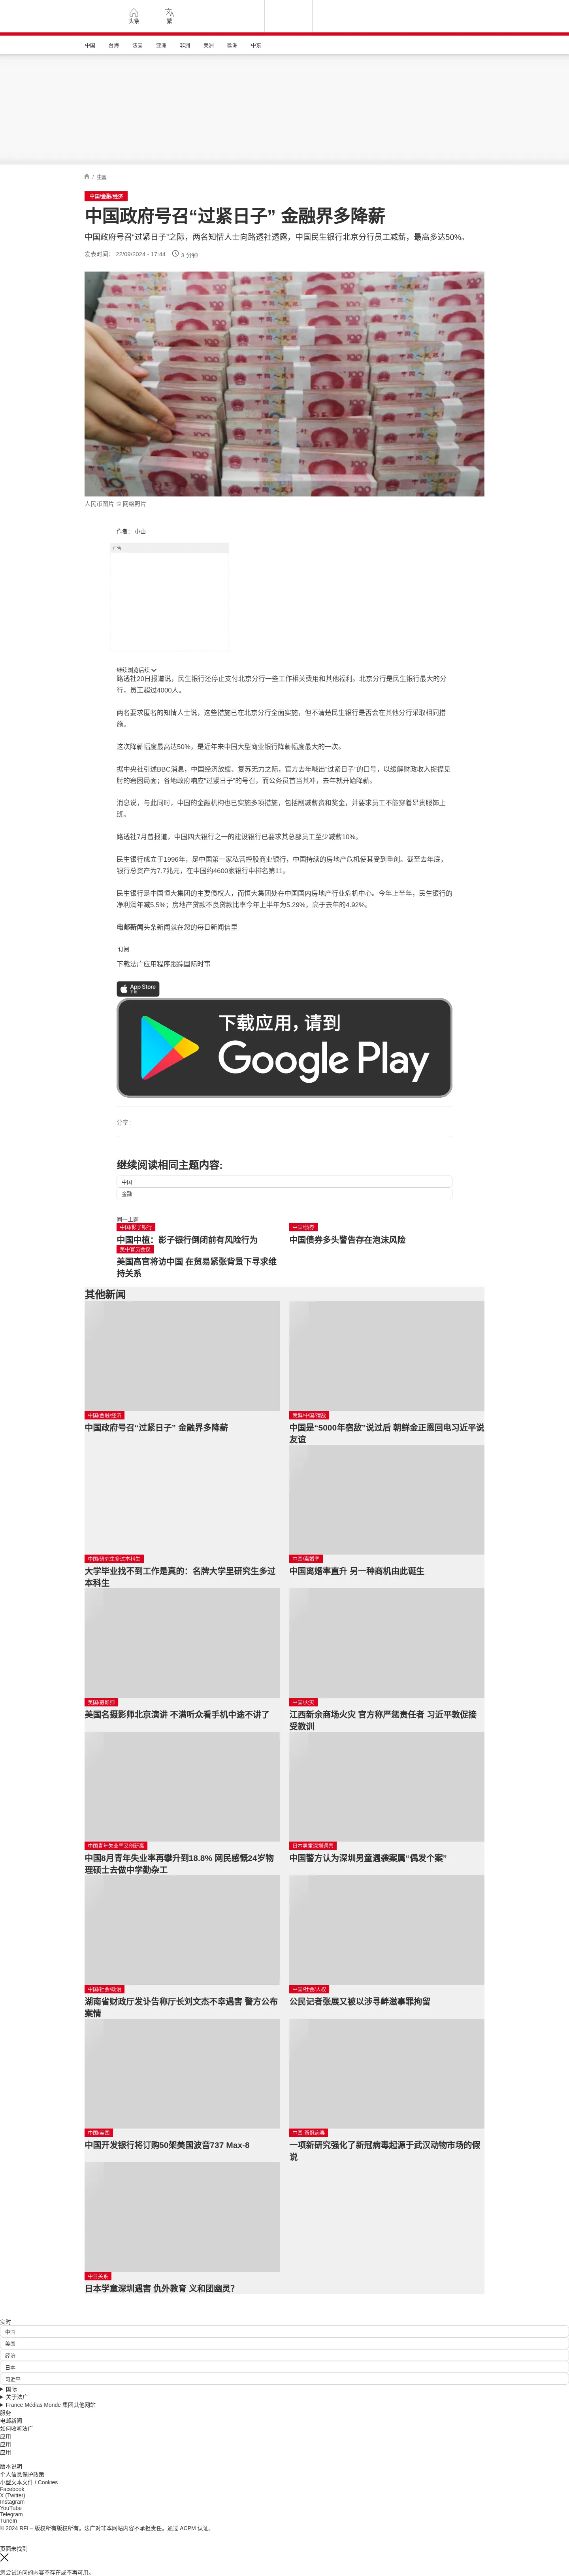 头条
繁
中国
台海
法国
亚洲
非洲
美洲
欧洲
中东
/ 中国
中国/金融/经济
中国政府号召“过紧日子” 金融界多降薪
中国政府号召“过紧日子”之际，两名知情人士向路透社透露，中国民生银行北京分行员工减薪，最高多达50%。
发表时间： 22/09/2024 - 17:44
3 分钟
人民币图片 © 网络照片
作者： 小山
广告
继续浏览后续
路透社20日报道说，民生银行还停止支付北京分行一些工作相关费用和其他福利。北京分行是民生银行最大的分
行，员工超过4000人。
两名要求匿名的知情人士说，这些措施已在北京分行全面实施，但不清楚民生银行是否会在其他分行采取相同措
施。
这次降薪幅度最高达50%，是近年来中国大型商业银行降薪幅度最大的一次。
据中央社引述BBC消息，中国经济放缓、复苏无力之际，官方去年喊出“过紧日子”的口号，以缓解财政收入捉襟见
肘的窘困局面；各地政府响应“过紧日子”的号召，而公务员首当其冲，去年就开始降薪。
消息说，与此同时，中国的金融机构也已实施多项措施，包括削减薪资和奖金，并要求员工不能穿着昂贵服饰上
班。
路透社7月曾报道，中国四大银行之一的建设银行已要求其总部员工至少减薪10%。
民生银行成立于1996年，是中国第一家私营控股商业银行，中国持续的房地产危机使其受到重创。截至去年底，
银行总资产为7.7兆元，在中国约4600家银行中排名第11。
民生银行是中国恒大集团的主要债权人，而恒大集团处在中国国内房地产行业危机中心。今年上半年，民生银行的
净利润年减5.5%；房地产贷款不良贷款比率今年上半年为5.29%，高于去年的4.92%。
电邮新闻头条新闻就在您的每日新闻信里
订阅
下载法广应用程序跟踪国际时事
App Store
下载
下载应用，请到
Google Play
分享 :
继续阅读相同主题内容:
中国
金融
同一主题
中国/影子银行
中国中植：影子银行倒闭前有风险行为
中国/债券
中国债券多头警告存在泡沫风险
美中官员会议
美国高官将访中国 在贸易紧张背景下寻求维
持关系
其他新闻
中国/金融/经济
中国政府号召“过紧日子” 金融界多降薪
朝鲜/中国/宿敌
中国是“5000年宿敌”说过后 朝鲜金正恩回电习近平说
友谊
中国/研究生多过本科生
大学毕业找不到工作是真的：名牌大学里研究生多过
本科生
中国/离婚率
中国离婚率直升 另一种商机由此诞生
美国/摄影师
美国名摄影师北京演讲 不满听众看手机中途不讲了
中国/火灾
江西新余商场火灾 官方称严惩责任者 习近平敦促接
受教训
中国青年失业率又创新高
中国8月青年失业率再攀升到18.8% 网民感慨24岁物
理硕士去做中学勤杂工
日本男童深圳遇害
中国警方认为深圳男童遇袭案属“偶发个案”
中国/社会/政治
湖南省财政厅发讣告称厅长刘文杰不幸遇害 警方公布
案情
中国/社会/人权
公民记者张展又被以涉寻衅滋事罪拘留
中国/美国
中国开发银行将订购50架美国波音737 Max-8
中国-新冠病毒
一项新研究强化了新冠病毒起源于武汉动物市场的假
说
中日关系
日本学童深圳遇害 仇外教育 义和团幽灵？
实时
中国
美国
经济
日本
习近平
国际
关于法广
France Médias Monde 集团其他网站
服务
电邮新闻
如何收听法广
应用
应用
应用
版本说明
个人信息保护政策
小型文本文件 / Cookies
Facebook
X (Twitter)
Instagram
YouTube
Telegram
TuneIn
© 2024 RFI – 版权所有版权所有。法广对非本网站内容不承担责任。通过 ACPM 认证。
页面未找到
您尝试访问的内容不存在或不再可用。